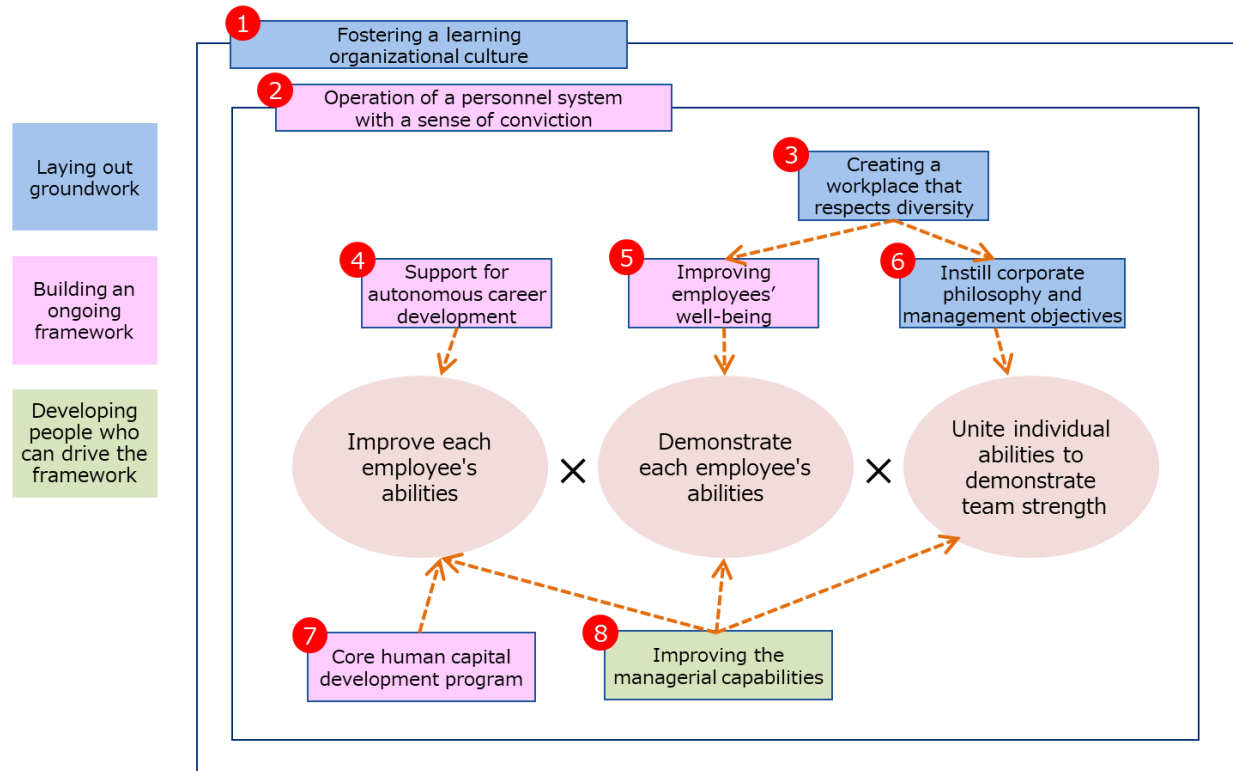 1
Fostering a learning
organizational culture
2
Operation of a personnel system
with a sense of conviction
Laying out
groundwork
Building an
ongoing
framework
Developing
people who
can drive the
framework
3
Creating a
workplace that
respects diversity
4
Support for
autonomous career
development
5
Improving
employees’
well-being
6
Instill corporate
philosophy and
management objectives
Improve each
employee's
abilities
×
Demonstrate
each employee's
abilities
×
Unite individual
abilities to
demonstrate
team strength
7
Core human capital
development program
8
Improving the
managerial capabilities